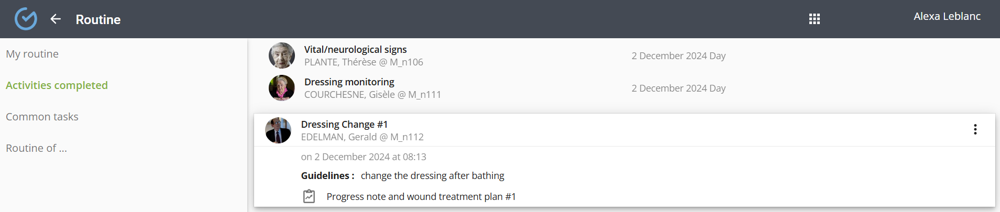 Routine
Alexa Leblanc
My routine
Activities completed
Common tasks
Routine of ...
Vital/neurological signs
PLANTE, Thérèse @ M_n106
2 December 2024 Day
Dressing monitoring
COURCHESNE, Gisèle @ M_n111
2 December 2024 Day
Dressing Change #1
EDELMAN, Gerald @ M_n112
on 2 December 2024 at 08:13
Guidelines : change the dressing after bathing
Progress note and wound treatment plan #1